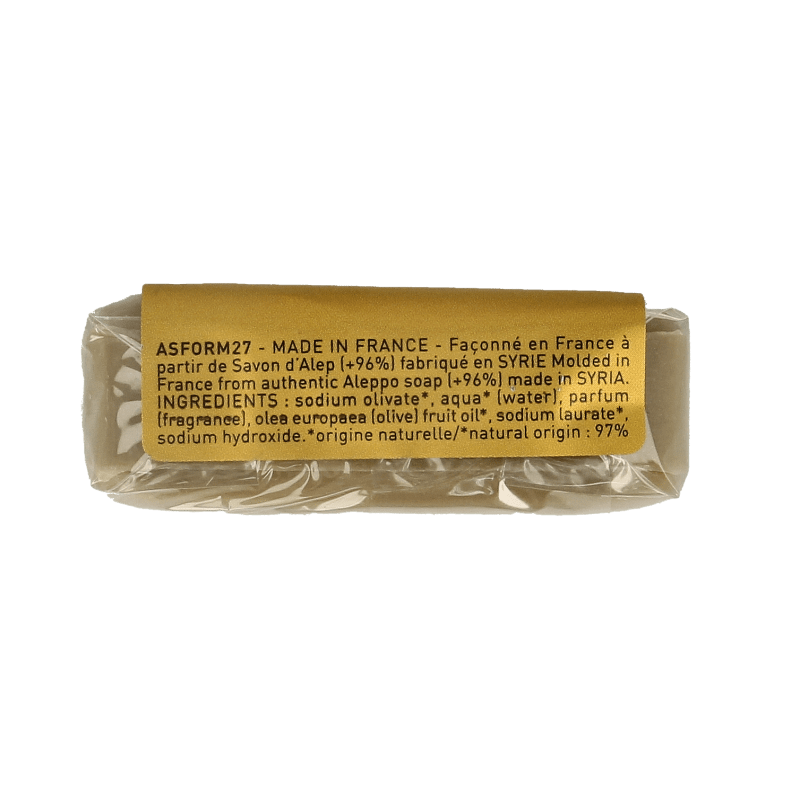 ASFORM27 - MADE IN FRANCE - Façonné en France à
partir de Savon d'Alep (+96%) fabriqué en SYRIE Molded in
France from authentic Aleppo soap (+96%) made in SYRIA.
INGREDIENTS : sodium olivate*, aqua* (water), parfum
(fragrance), olea europaea (olive) fruit oil*, sodium laurate*,
sodium hydroxide.*origine naturelle/*natural origin : 97%